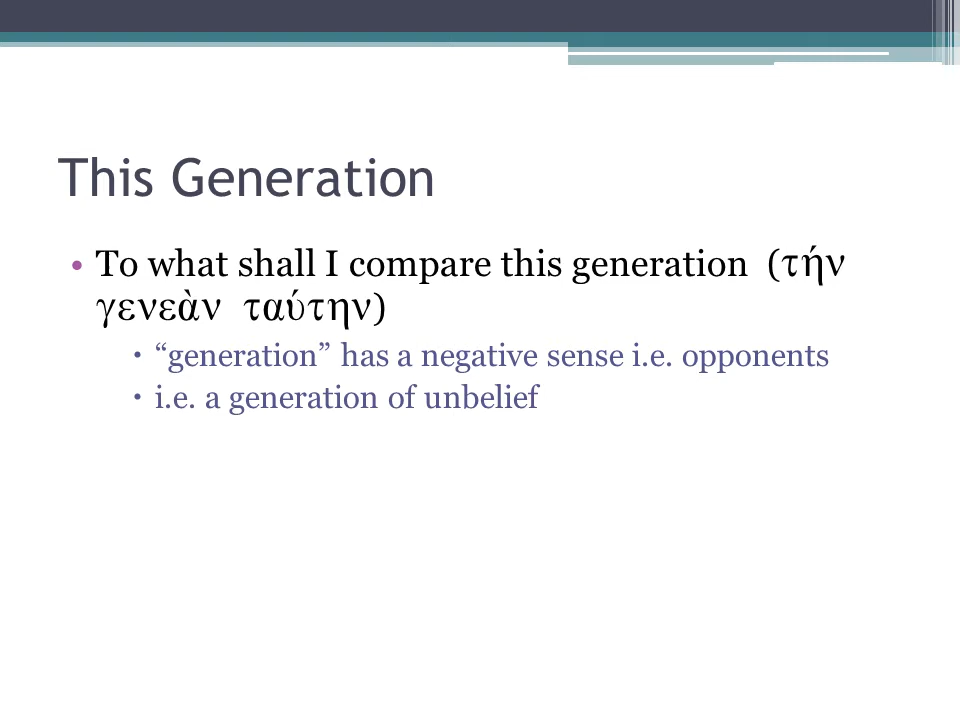 This Generation
• To what shall I compare this generation  (τήν
γενεὰν  ταύτην)
▪ “generation” has a negative sense i.e. opponents
▪ i.e. a generation of unbelief